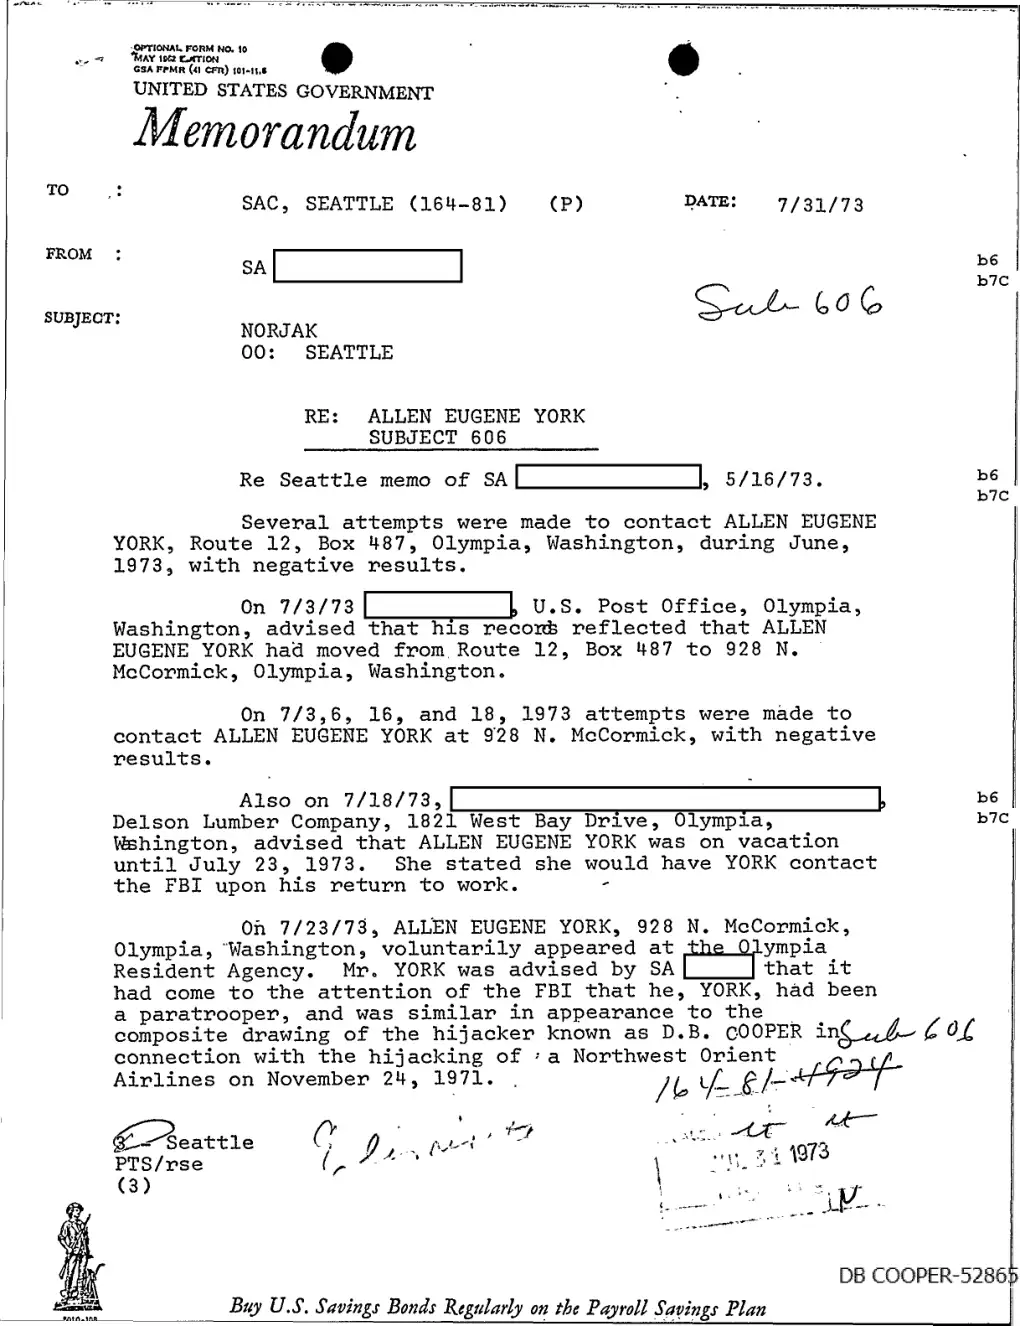 OPTIONAL FORM NO. 10
MAY 1962 EDITION
GSA FPMR (41 CFR) 101-11.6
UNITED STATES GOVERNMENT
Memorandum
TO : SAC, SEATTLE (164-81) (P) DATE: 7/31/73
FROM : SA b6
b7C
Sub 606
SUBJECT: NORJAK
OO: SEATTLE
RE: ALLEN EUGENE YORK
SUBJECT 606
Re Seattle memo of SA , 5/16/73. b6
b7C
Several attempts were made to contact ALLEN EUGENE
YORK, Route 12, Box 487, Olympia, Washington, during June,
1973, with negative results.
On 7/3/73 , U.S. Post Office, Olympia,
Washington, advised that his records reflected that ALLEN
EUGENE YORK had moved from Route 12, Box 487 to 928 N.
McCormick, Olympia, Washington.
On 7/3,6, 16, and 18, 1973 attempts were made to
contact ALLEN EUGENE YORK at 928 N. McCormick, with negative
results.
Also on 7/18/73, , b6
Delson Lumber Company, 1821 West Bay Drive, Olympia, b7C
Washington, advised that ALLEN EUGENE YORK was on vacation
until July 23, 1973. She stated she would have YORK contact
the FBI upon his return to work.
On 7/23/73, ALLEN EUGENE YORK, 928 N. McCormick,
Olympia, Washington, voluntarily appeared at the Olympia
Resident Agency. Mr. YORK was advised by SA that it
had come to the attention of the FBI that he, YORK, had been
a paratrooper, and was similar in appearance to the
composite drawing of the hijacker known as D.B. COOPER in Sub 606
connection with the hijacking of a Northwest Orient
Airlines on November 24, 1971.
164-81-4924
Seattle
PTS/rse
(3)
JUL 31 1973
DB COOPER-52865
Buy U.S. Savings Bonds Regularly on the Payroll Savings Plan
5010-108